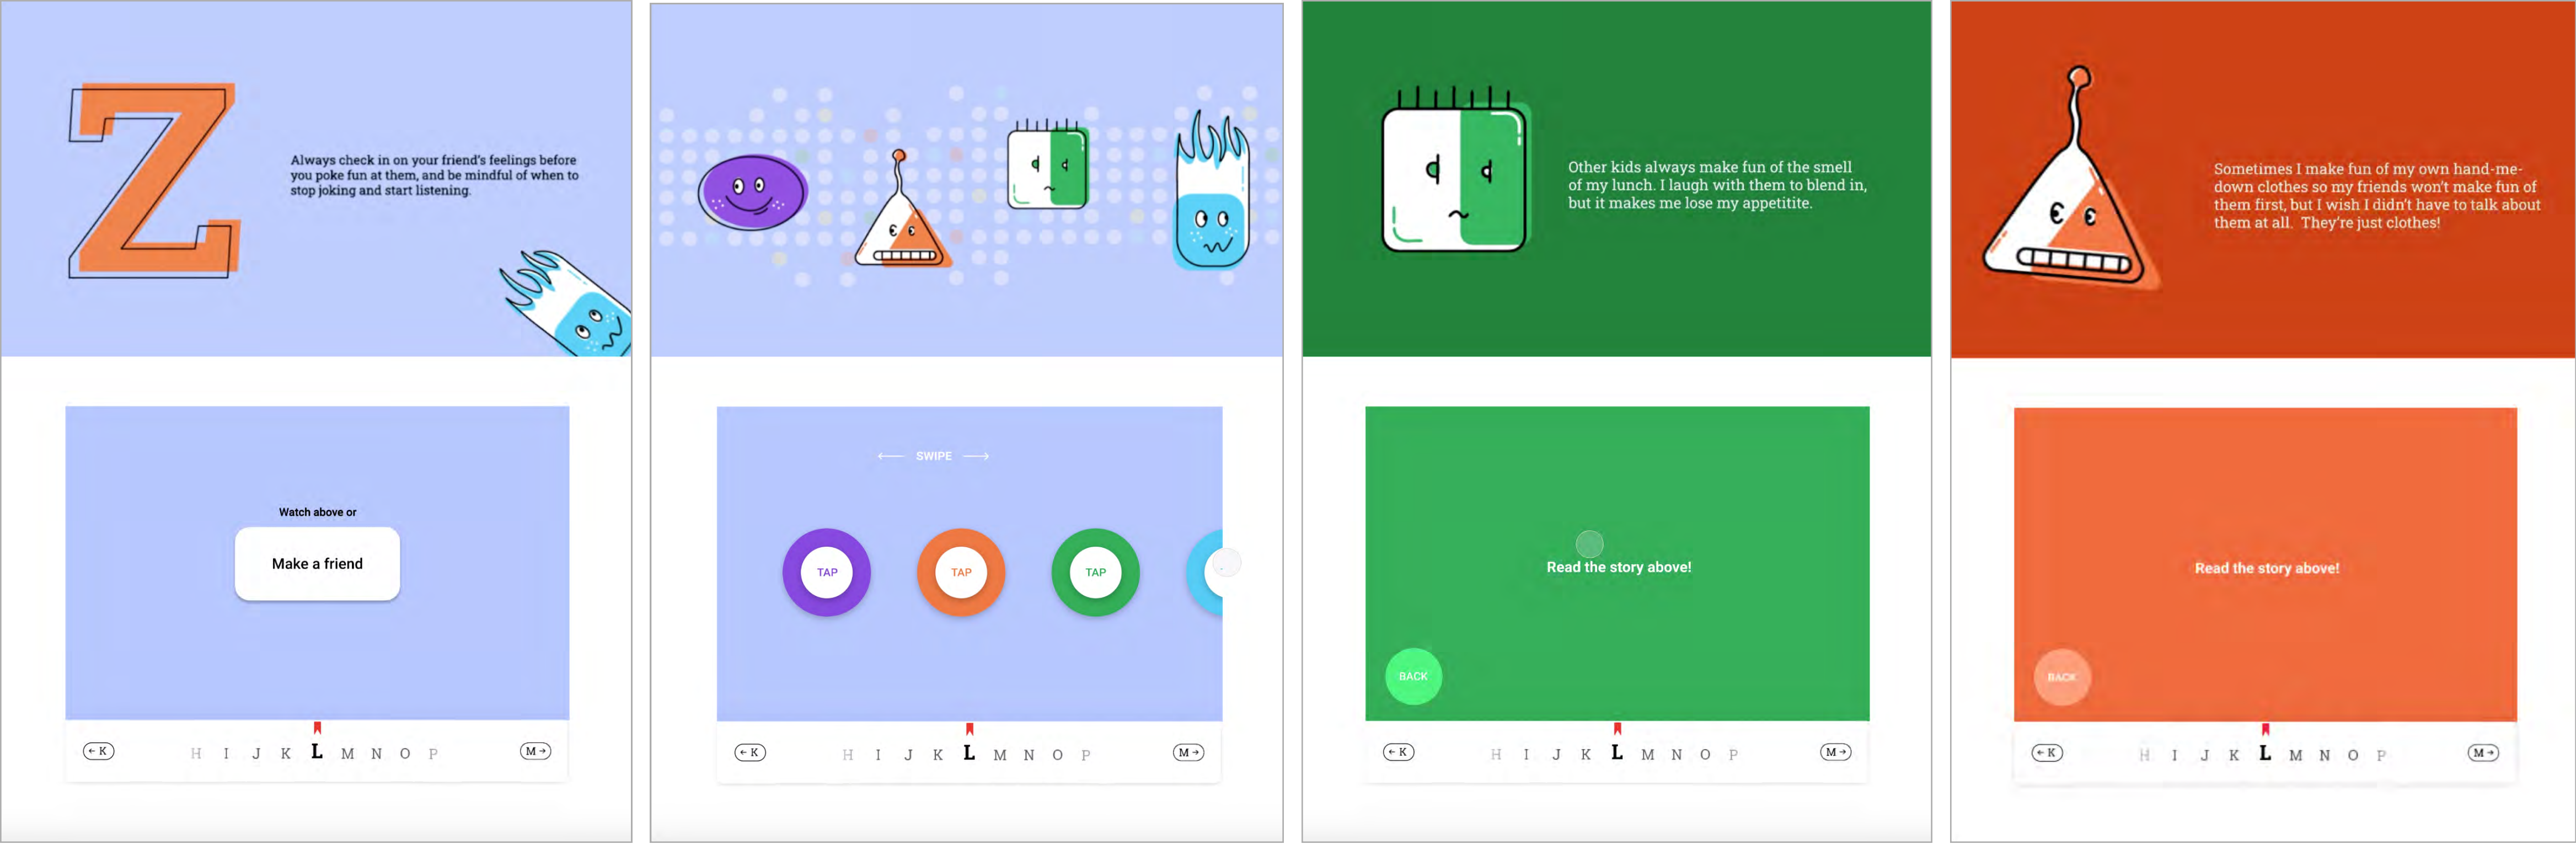 Z
Always check in on your friend's feelings before
you poke fun at them, and be mindful of when to
stop joking and start listening.
Watch above or
Make a friend
← K
H I J K L M N O P
M →
SWIPE
TAP
TAP
TAP
← K
H I J K L M N O P
M →
Other kids always make fun of the smell
of my lunch. I laugh with them to blend in,
but it makes me lose my appetitite.
Read the story above!
BACK
← K
H I J K L M N O P
M →
Sometimes I make fun of my own hand-me-
down clothes so my friends won't make fun of
them first, but I wish I didn't have to talk about
them at all.  They're just clothes!
Read the story above!
BACK
← K
H I J K L M N O P
M →